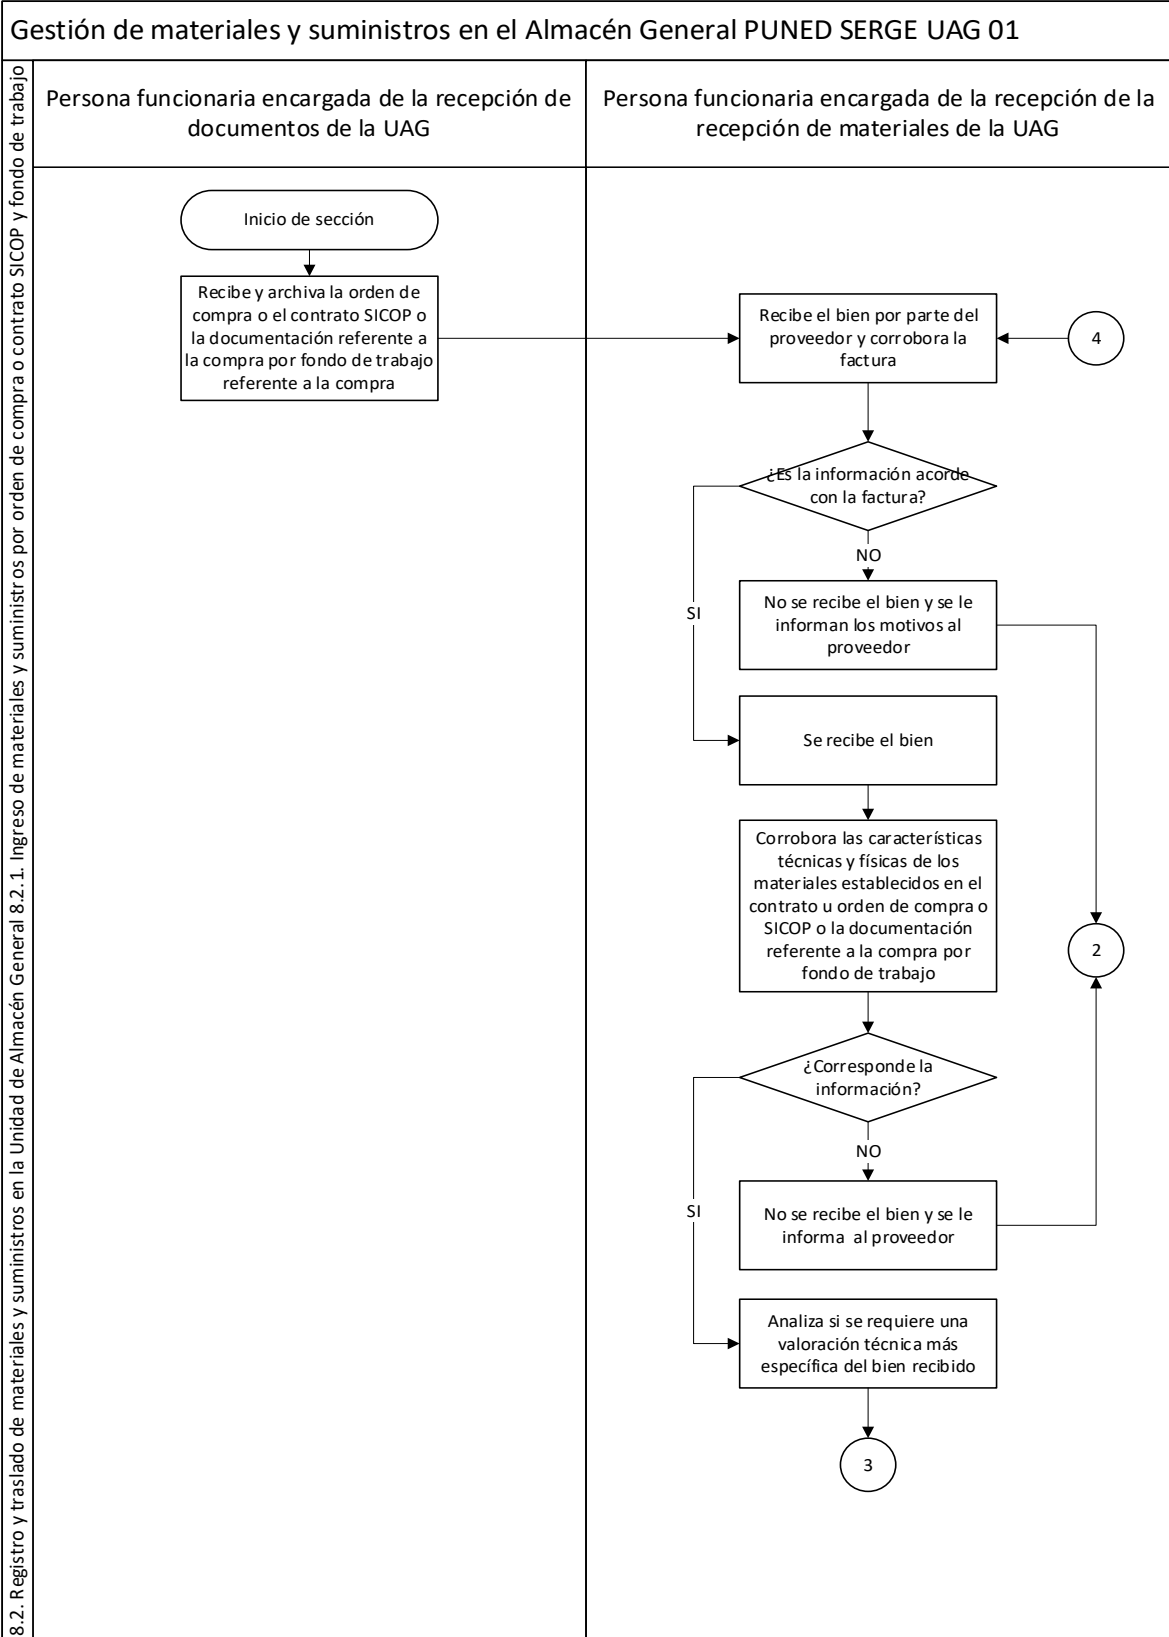 Gestión de materiales y suministros en el Almacén General PUNED SERGE UAG 01
8.2. Registro y traslado de materiales y suministros en la Unidad de Almacén General 8.2.1. Ingreso de materiales y suministros por orden de compra o contrato SICOP y fondo de trabajo
Persona funcionaria encargada de la recepción de
documentos de la UAG
Persona funcionaria encargada de la recepción de la
recepción de materiales de la UAG
Inicio de sección
Recibe y archiva la orden de
compra o el contrato SICOP o
la documentación referente a
la compra por fondo de trabajo
referente a la compra
Recibe el bien por parte del
proveedor y corrobora la
factura
4
¿Es la información acorde
con la factura?
NO
SI
No se recibe el bien y se le
informan los motivos al
proveedor
Se recibe el bien
Corrobora las características
técnicas y físicas de los
materiales establecidos en el
contrato u orden de compra o
SICOP o la documentación
referente a la compra por
fondo de trabajo
2
¿Corresponde la
información?
NO
SI
No se recibe el bien y se le
informa al proveedor
Analiza si se requiere una
valoración técnica más
específica del bien recibido
3